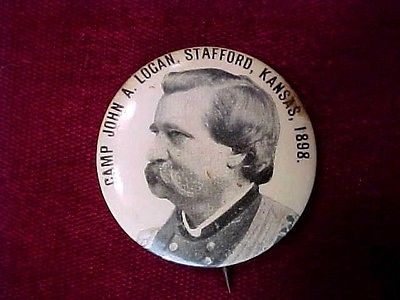 CAMP JOHN A. LOGAN. STAFFORD, KANSAS, 1898.